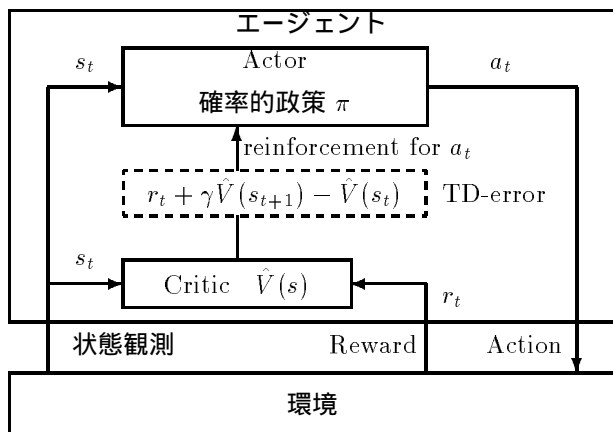 エージェント
s_t
Actor
a_t
確率的政策 π
reinforcement for a_t
r_t + γV̂(s_{t+1}) − V̂(s_t)
TD-error
s_t
Critic V̂(s)
r_t
状態観測
Reward
Action
環境